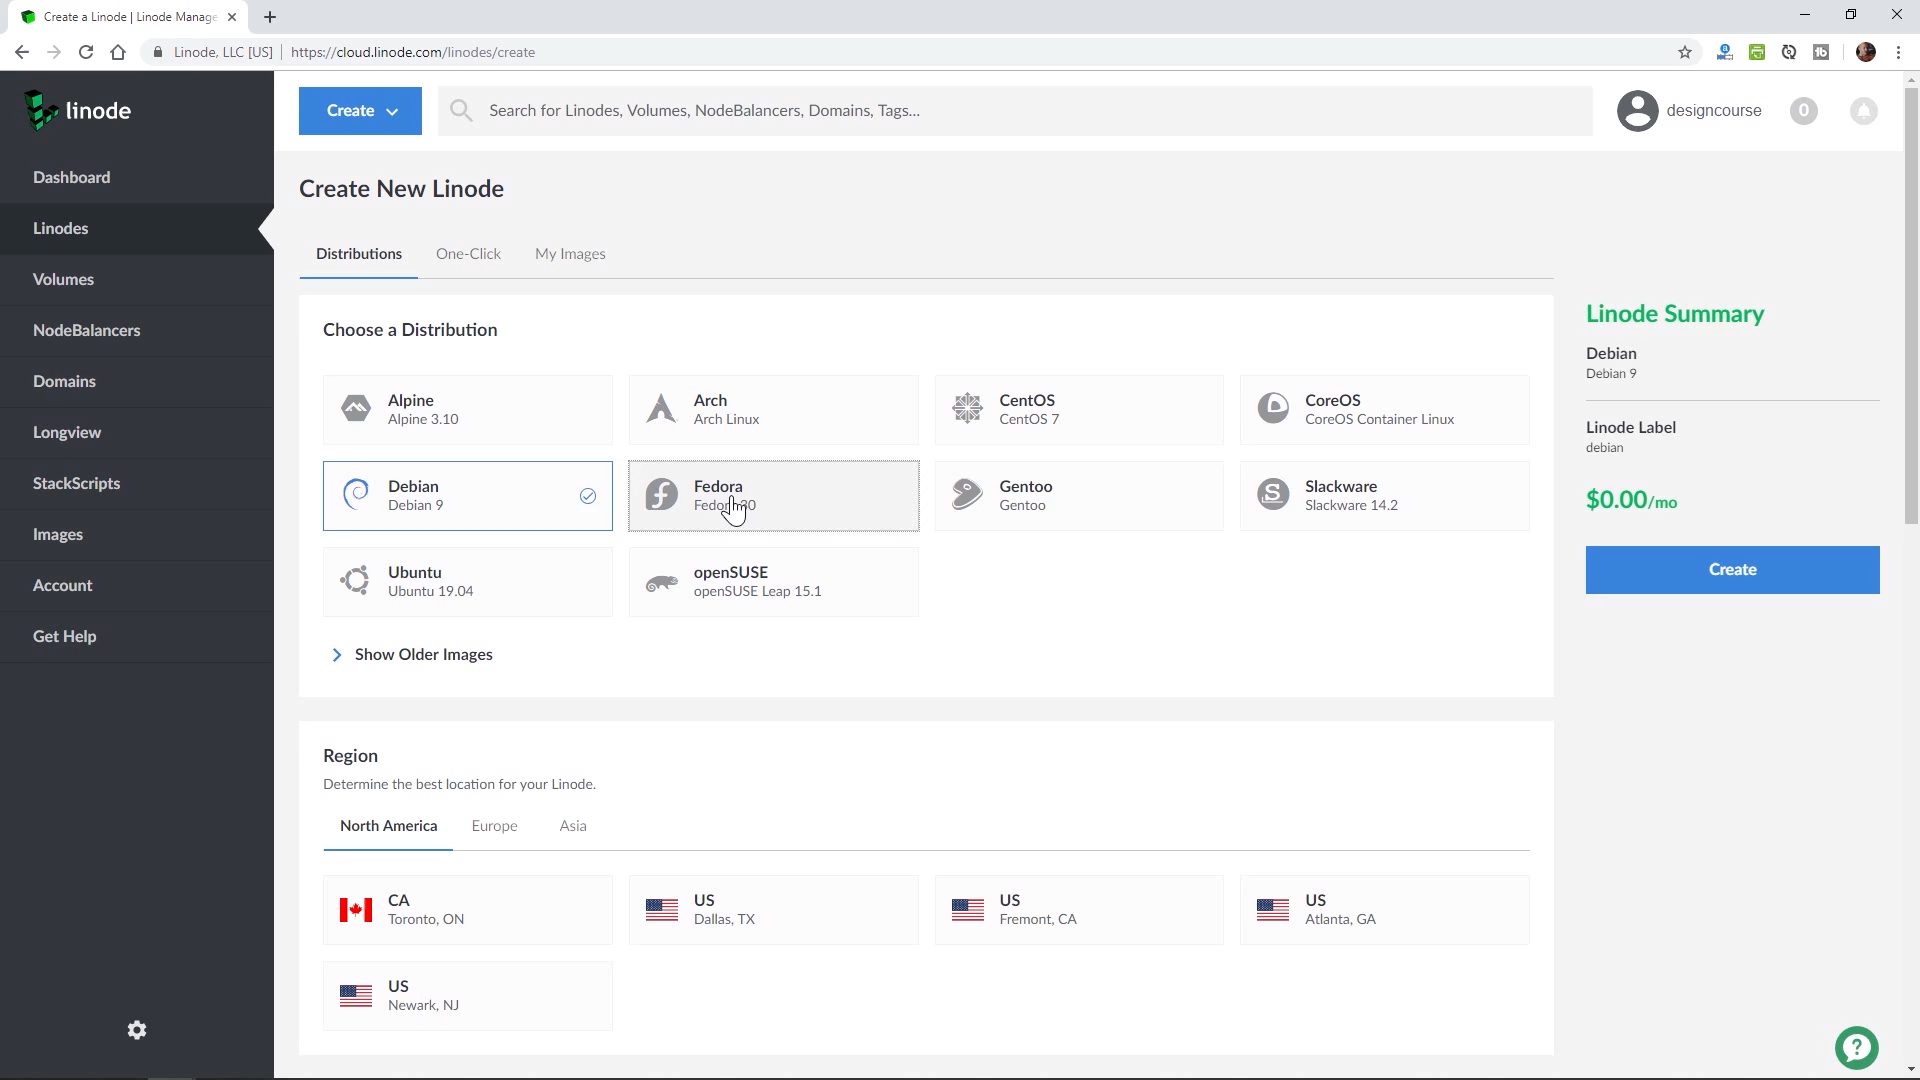 Create a Linode | Linode Manage
Linode, LLC [US] | https://cloud.linode.com/linodes/create
linode
Create
Search for Linodes, Volumes, NodeBalancers, Domains, Tags...
designcourse
0
Dashboard
Linodes
Volumes
NodeBalancers
Domains
Longview
StackScripts
Images
Account
Get Help
Create New Linode
Distributions
One-Click
My Images
Choose a Distribution
Alpine
Alpine 3.10
Arch
Arch Linux
CentOS
CentOS 7
CoreOS
CoreOS Container Linux
Debian
Debian 9
Fedora
Gentoo
Gentoo
Slackware
Slackware 14.2
Ubuntu
Ubuntu 19.04
openSUSE
openSUSE Leap 15.1
Show Older Images
Region
Determine the best location for your Linode.
North America
Europe
Asia
CA
Toronto, ON
US
Dallas, TX
US
Fremont, CA
US
Atlanta, GA
US
Newark, NJ
Linode Summary
Debian
Debian 9
Linode Label
debian
$0.00/mo
Create